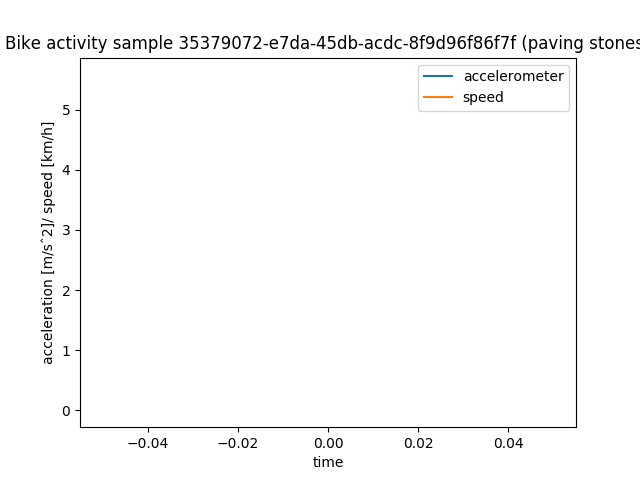 Bike activity sample 35379072-e7da-45db-acdc-8f9d96f86f7f (paving stones
accelerometer
speed
acceleration [m/s^2]/ speed [km/h]
5
4
3
2
1
0
−0.04 −0.02 0.00 0.02 0.04
time